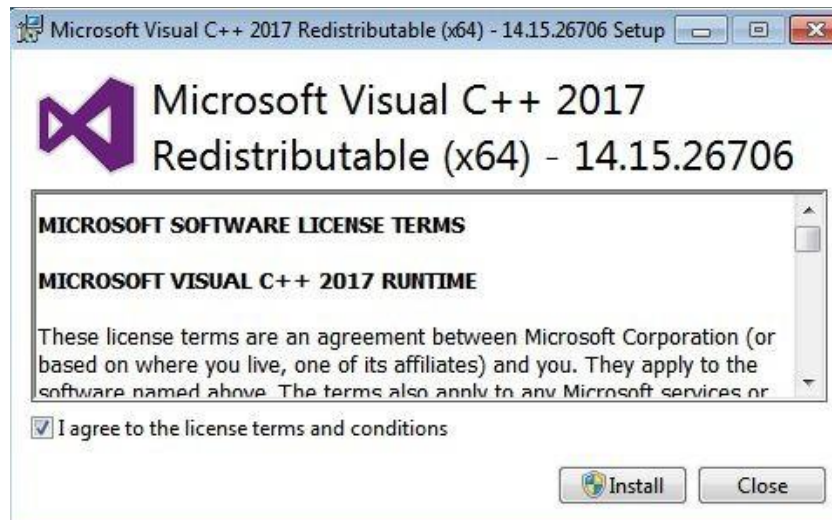 Microsoft Visual C++ 2017 Redistributable (x64) - 14.15.26706 Setup
Microsoft Visual C++ 2017
Redistributable (x64) - 14.15.26706
MICROSOFT SOFTWARE LICENSE TERMS
MICROSOFT VISUAL C++ 2017 RUNTIME
These license terms are an agreement between Microsoft Corporation (or
based on where you live, one of its affiliates) and you. They apply to the
software named above. The terms also apply to any Microsoft services or
I agree to the license terms and conditions
Install
Close